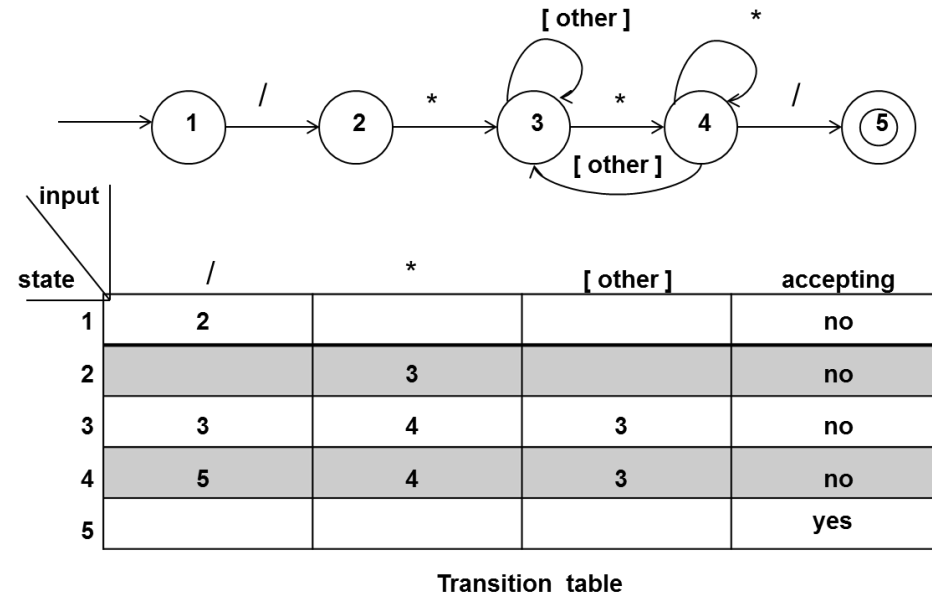 [ other ] *
/ * * /
1 2 3 4 5
[ other ]
input
state / * [ other ] accepting
1 2 no
2 3 no
3 3 4 3 no
4 5 4 3 no
5 yes
Transition table